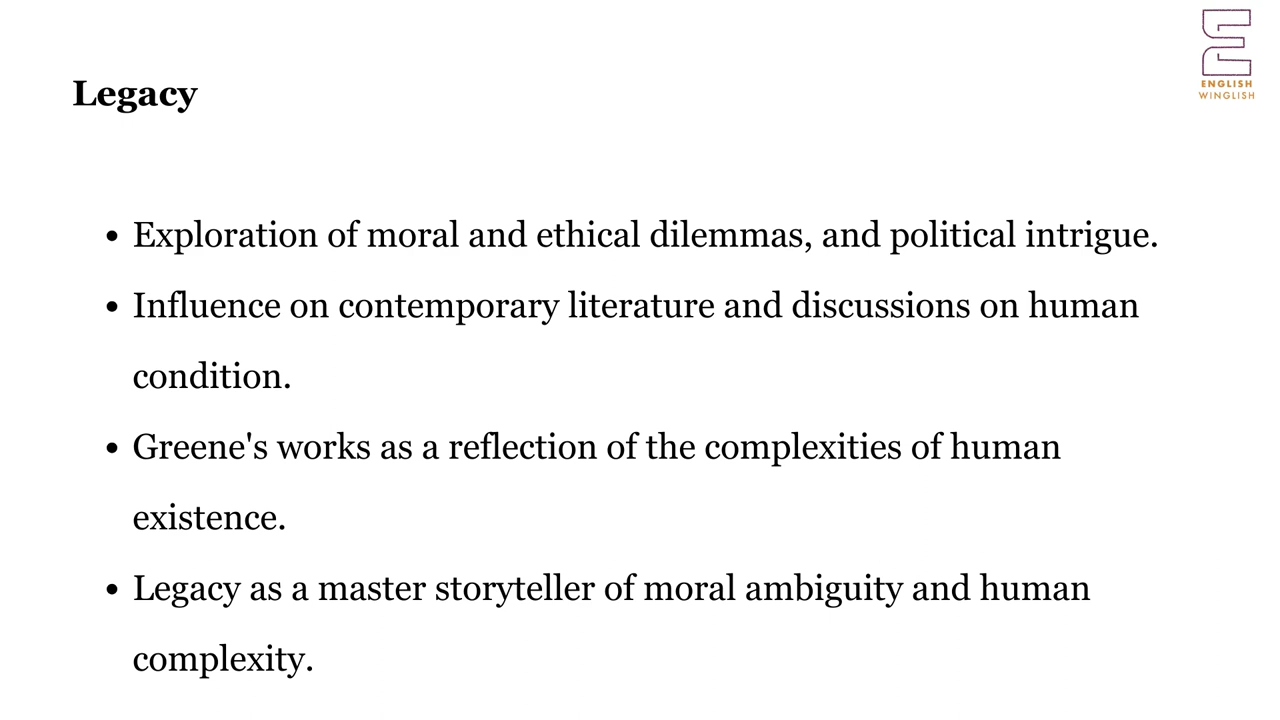 ENGLISH
WINGLISH
Legacy
• Exploration of moral and ethical dilemmas, and political intrigue.
• Influence on contemporary literature and discussions on human
condition.
• Greene's works as a reflection of the complexities of human
existence.
• Legacy as a master storyteller of moral ambiguity and human
complexity.